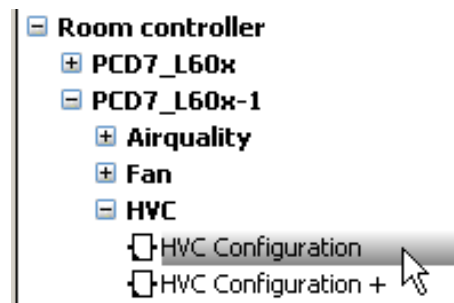 Room controller
PCD7_L60x
PCD7_L60x-1
Airquality
Fan
HVC
HVC Configuration
HVC Configuration +